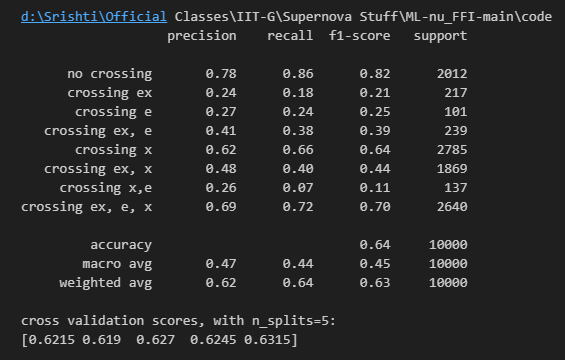 d:\Srishti\Official Classes\IIT-G\Supernova Stuff\ML-nu_FFI-main\code
precision recall f1-score support
no crossing 0.78 0.86 0.82 2012
crossing ex 0.24 0.18 0.21 217
crossing e 0.27 0.24 0.25 101
crossing ex, e 0.41 0.38 0.39 239
crossing x 0.62 0.66 0.64 2785
crossing ex, x 0.48 0.40 0.44 1869
crossing x,e 0.26 0.07 0.11 137
crossing ex, e, x 0.69 0.72 0.70 2640
accuracy 0.64 10000
macro avg 0.47 0.44 0.45 10000
weighted avg 0.62 0.64 0.63 10000
cross validation scores, with n_splits=5:
[0.6215 0.619 0.627 0.6245 0.6315]